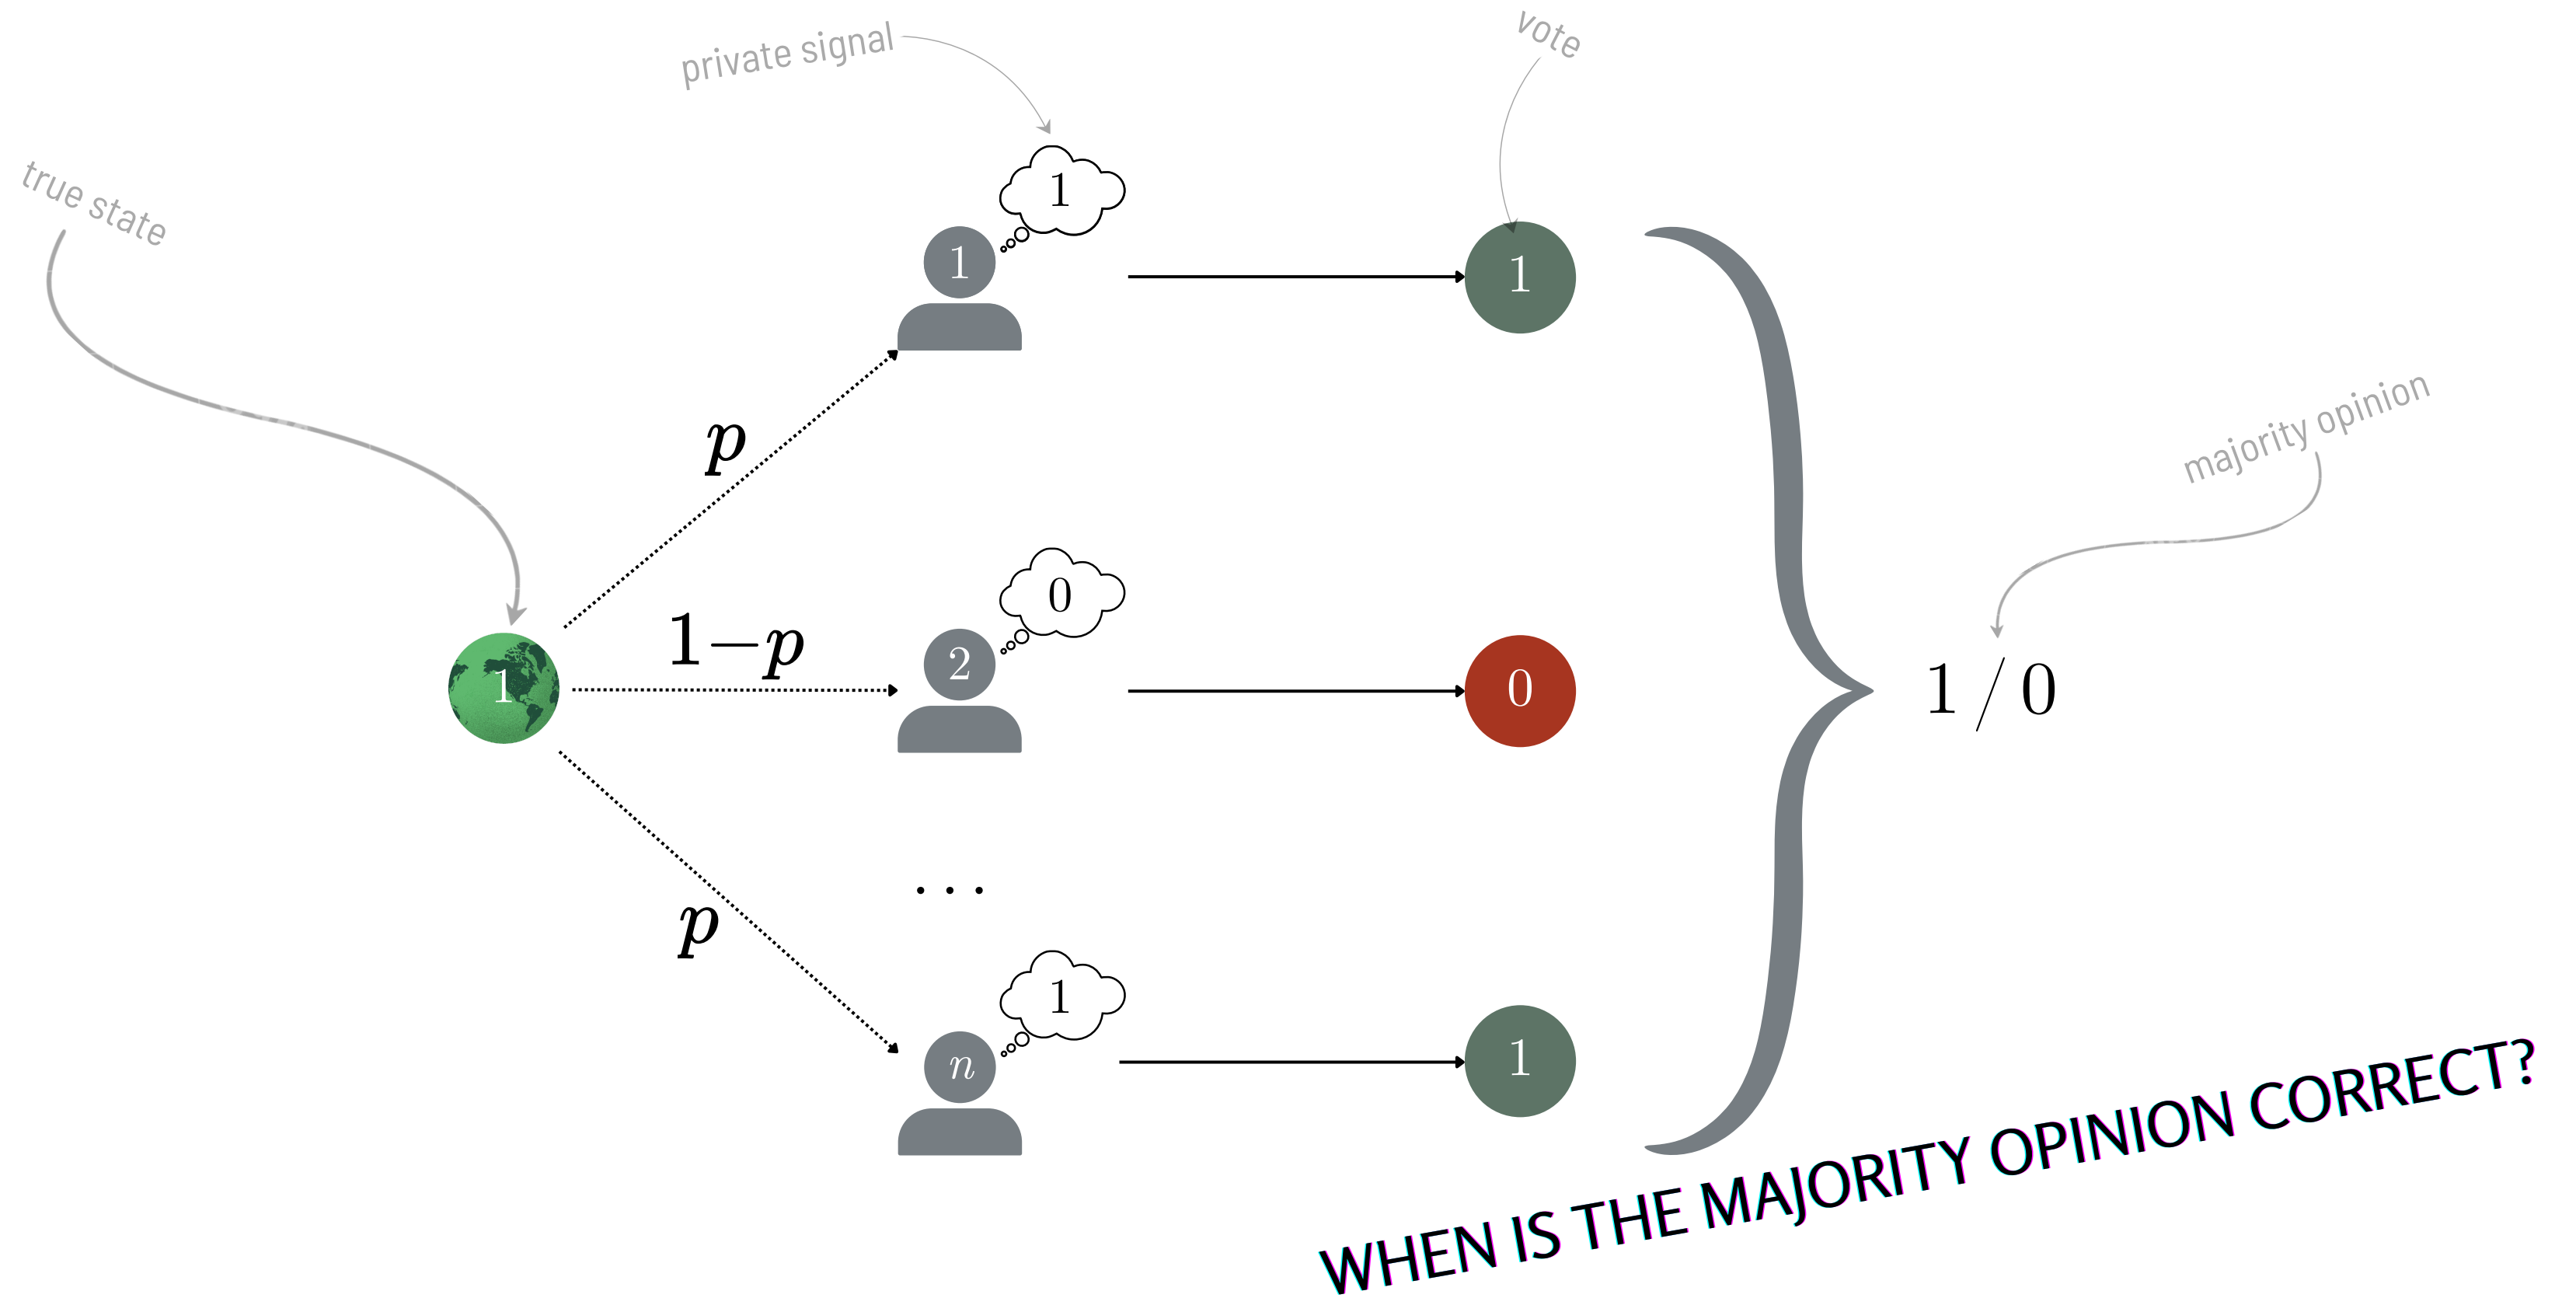 private signal
vote
true state
1
1
1
p
majority opinion
0
1−p
2
1
0
1 / 0
. . .
p
1
n
1
WHEN IS THE MAJORITY OPINION CORRECT?